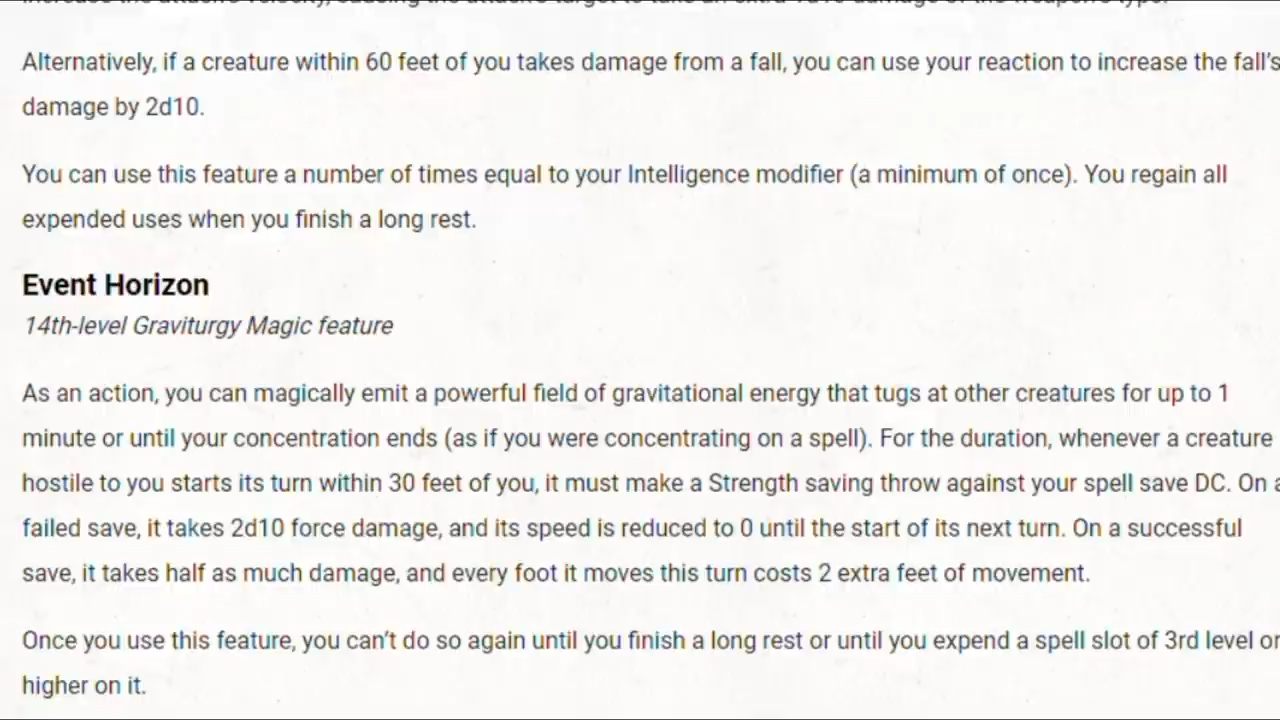 Alternatively, if a creature within 60 feet of you takes damage from a fall, you can use your reaction to increase the fall's
damage by 2d10.
You can use this feature a number of times equal to your Intelligence modifier (a minimum of once). You regain all
expended uses when you finish a long rest.
Event Horizon
14th-level Graviturgy Magic feature
As an action, you can magically emit a powerful field of gravitational energy that tugs at other creatures for up to 1
minute or until your concentration ends (as if you were concentrating on a spell). For the duration, whenever a creature
hostile to you starts its turn within 30 feet of you, it must make a Strength saving throw against your spell save DC. On a
failed save, it takes 2d10 force damage, and its speed is reduced to 0 until the start of its next turn. On a successful
save, it takes half as much damage, and every foot it moves this turn costs 2 extra feet of movement.
Once you use this feature, you can't do so again until you finish a long rest or until you expend a spell slot of 3rd level or
higher on it.